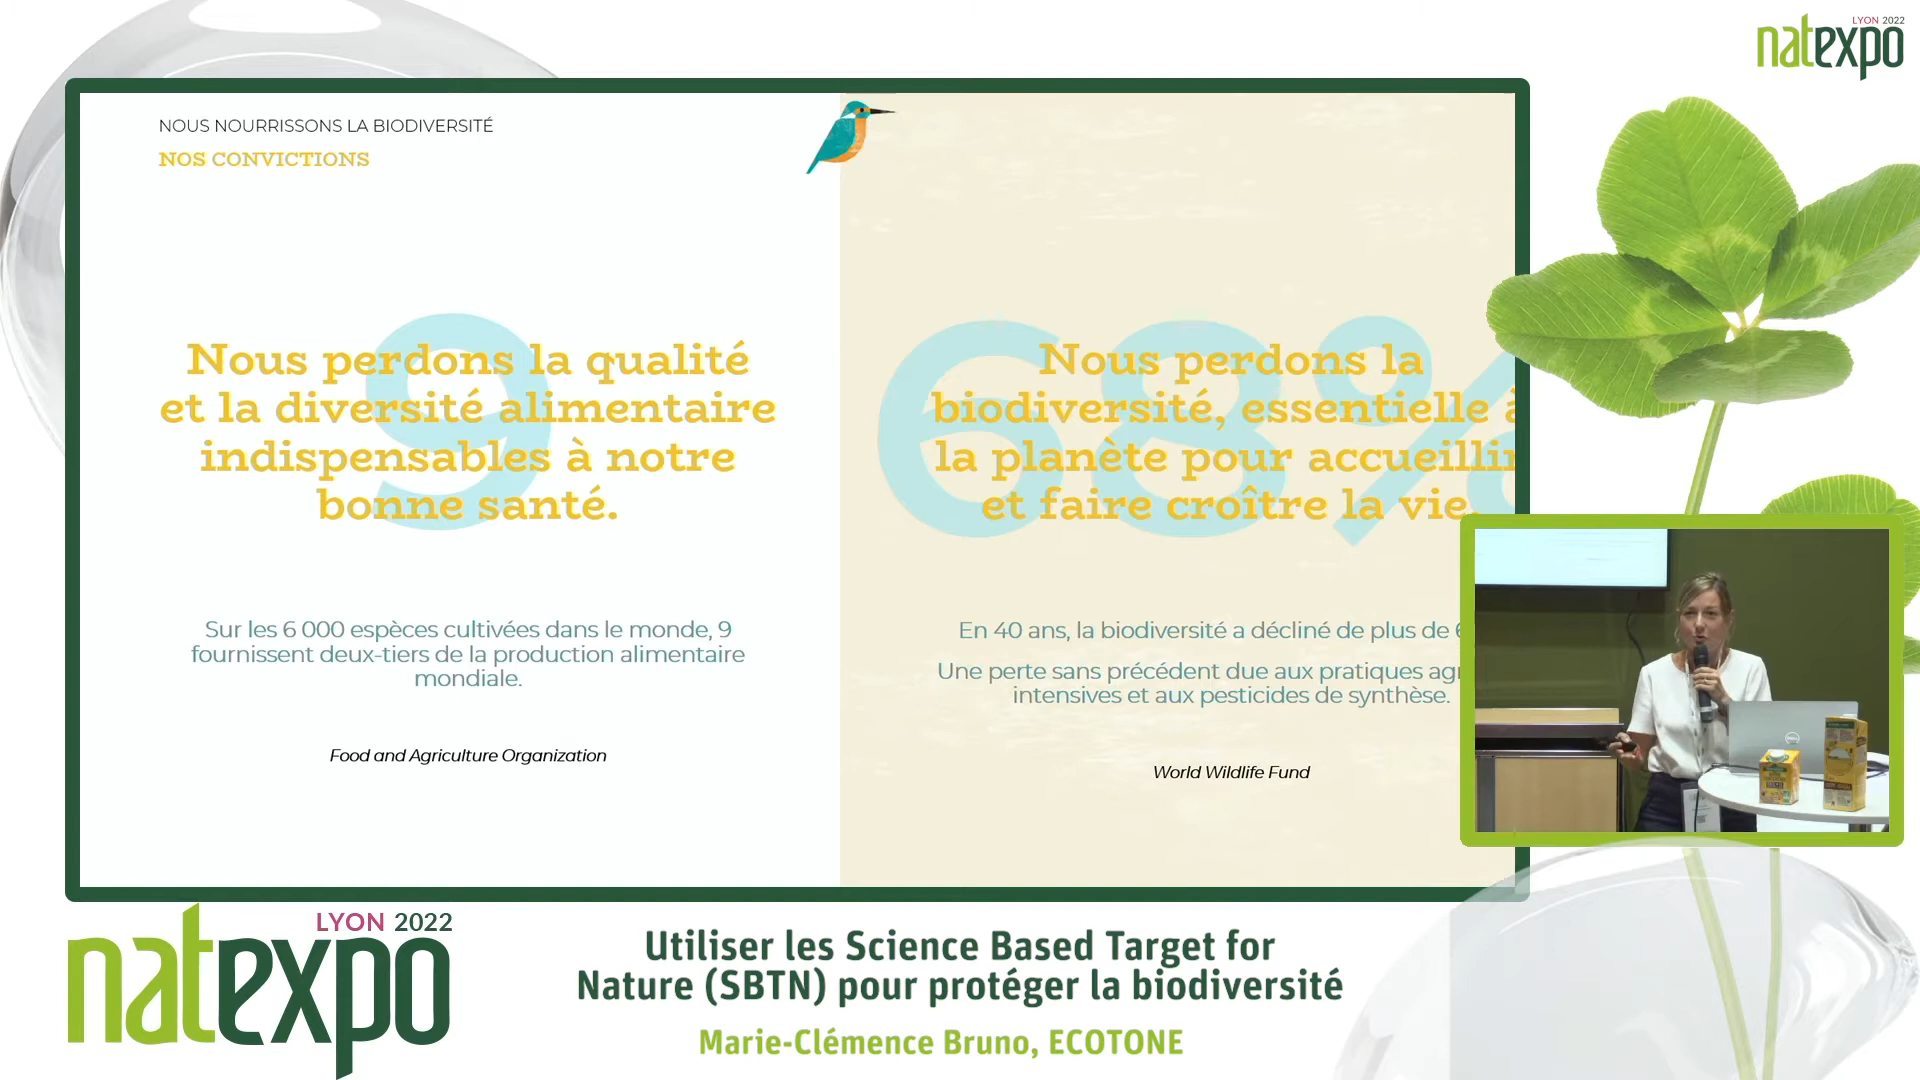 LYON 2022
natexpo
NOUS NOURRISSONS LA BIODIVERSITÉ
NOS CONVICTIONS
9
Nous perdons la qualité
et la diversité alimentaire
indispensables à notre
bonne santé.
Sur les 6 000 espèces cultivées dans le monde, 9
fournissent deux-tiers de la production alimentaire
mondiale.
Food and Agriculture Organization
68%
Nous perdons la
biodiversité, essentielle à
la planète pour accueillir
et faire croître la vie.
En 40 ans, la biodiversité a décliné de plus de
Une perte sans précédent due aux pratiques
intensives et aux pesticides de synthèse.
World Wildlife Fund
LYON 2022
natexpo
Utiliser les Science Based Target for
Nature (SBTN) pour protéger la biodiversité
Marie-Clémence Bruno, ECOTONE